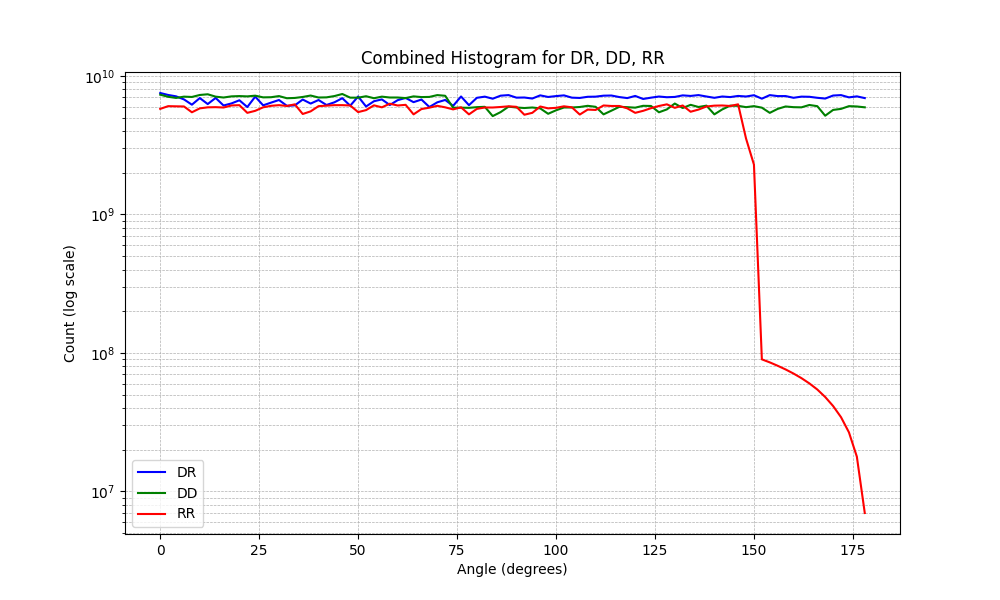 Combined Histogram for DR, DD, RR
Count (log scale)
10^10
10^9
10^8
10^7
DR
DD
RR
0 25 50 75 100 125 150 175
Angle (degrees)